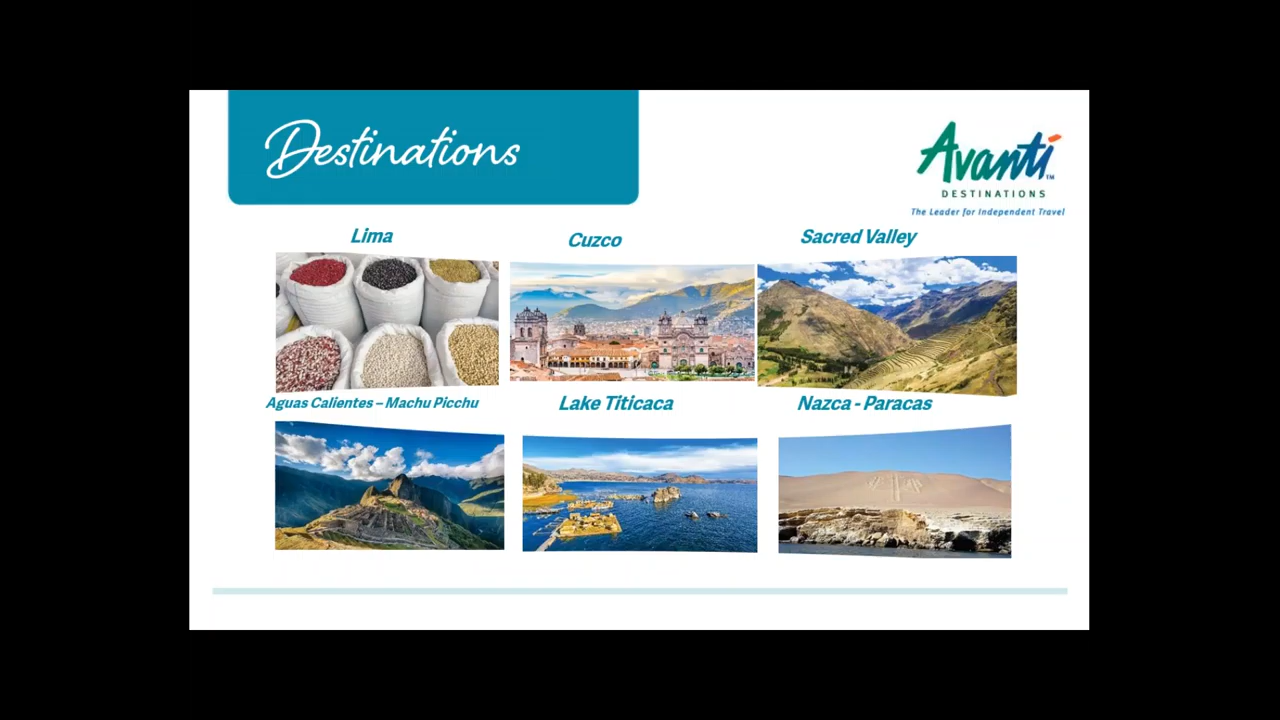 Destinations
Avantí™
DESTINATIONS
The Leader for Independent Travel
Lima
Cuzco
Sacred Valley
Aguas Calientes – Machu Picchu
Lake Titicaca
Nazca - Paracas